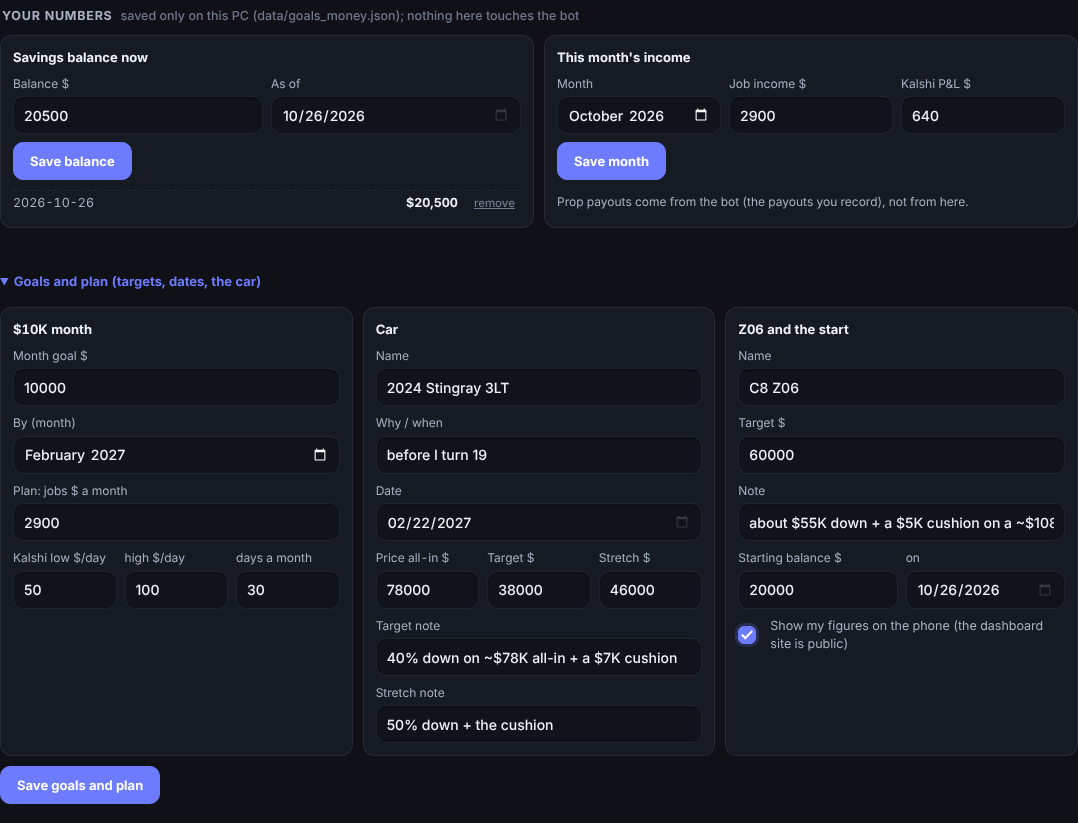 YOUR NUMBERS saved only on this PC (data/goals_money.json); nothing here touches the bot
Savings balance now
Balance $ As of
20500 10/26/2026
Save balance
2026-10-26 $20,500 remove
This month's income
Month Job income $ Kalshi P&L $
October 2026 2900 640
Save month
Prop payouts come from the bot (the payouts you record), not from here.
▼ Goals and plan (targets, dates, the car)
$10K month
Month goal $
10000
By (month)
February 2027
Plan: jobs $ a month
2900
Kalshi low $/day high $/day days a month
50 100 30
Car
Name
2024 Stingray 3LT
Why / when
before I turn 19
Date
02/22/2027
Price all-in $ Target $ Stretch $
78000 38000 46000
Target note
40% down on ~$78K all-in + a $7K cushion
Stretch note
50% down + the cushion
Z06 and the start
Name
C8 Z06
Target $
60000
Note
about $55K down + a $5K cushion on a ~$108
Starting balance $ on
20000 10/26/2026
Show my figures on the phone (the dashboard
site is public)
Save goals and plan